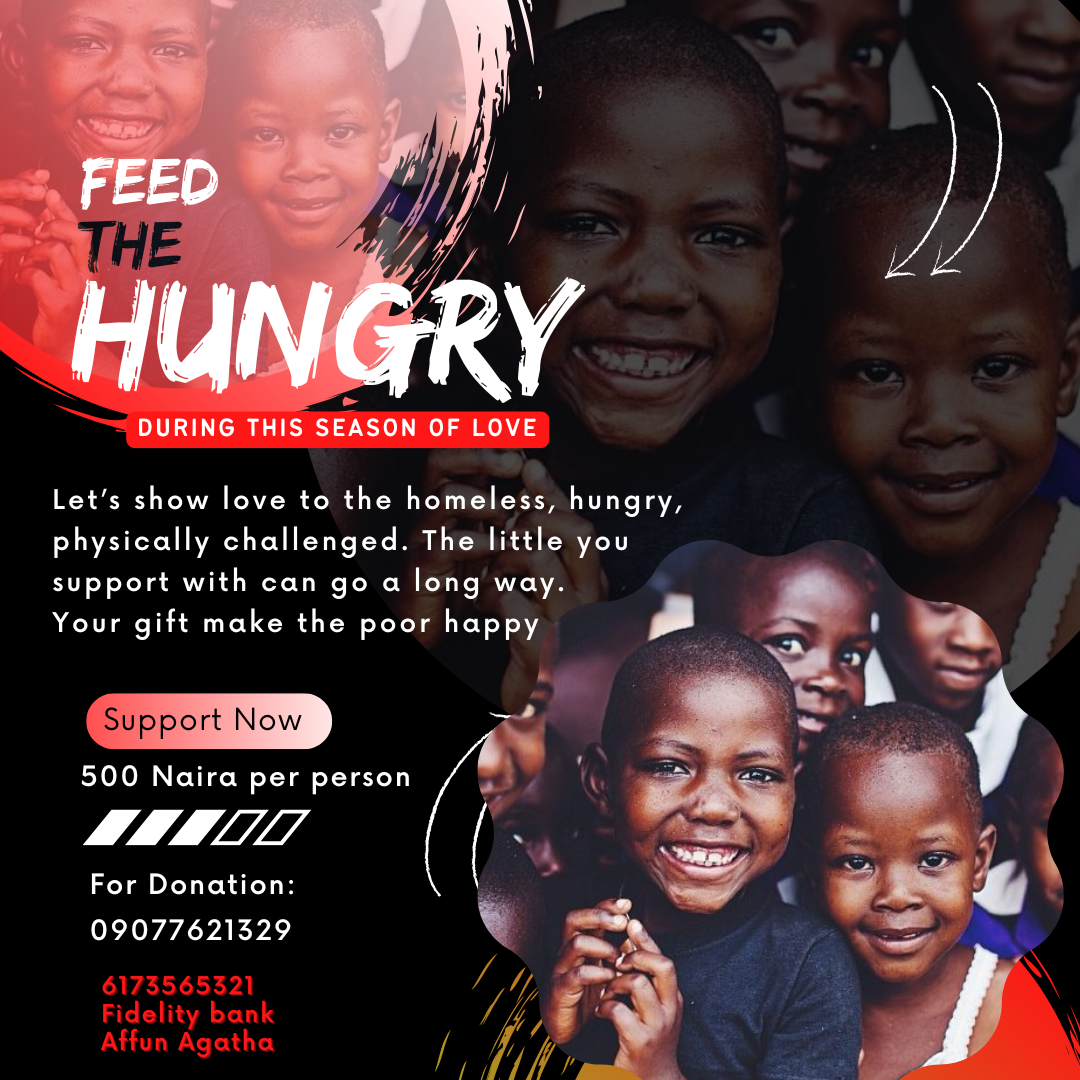 FEED
THE
HUNGRY
DURING THIS SEASON OF LOVE
Let's show love to the homeless, hungry,
physically challenged. The little you
support with can go a long way.
Your gift make the poor happy
Support Now
500 Naira per person
For Donation:
09077621329
6173565321
Fidelity bank
Affun Agatha